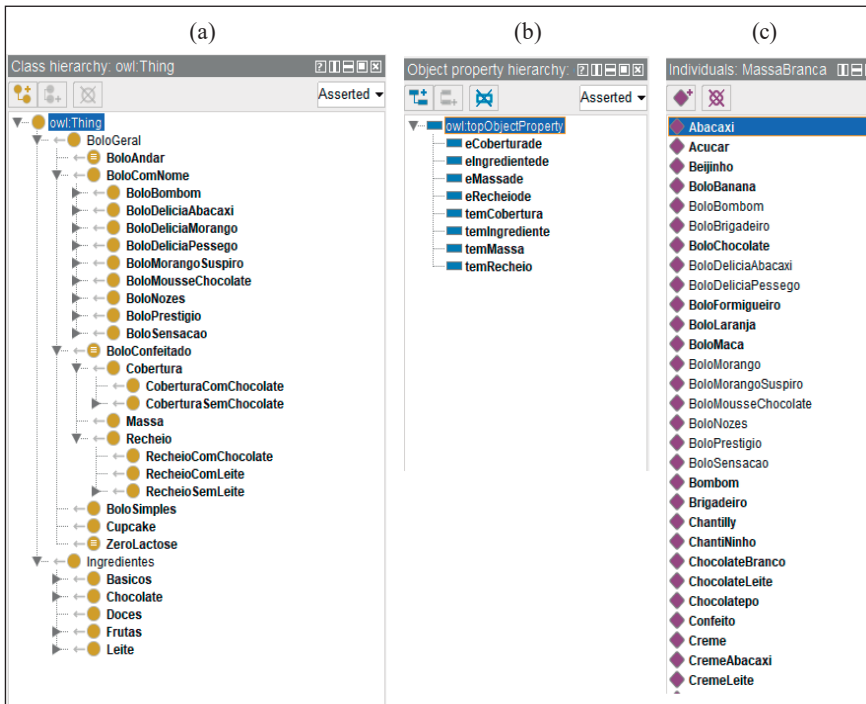 (a)
Class hierarchy: owl:Thing
Asserted
owl:Thing
BoloGeral
BoloAndar
BoloComNome
BoloBombom
BoloDeliciaAbacaxi
BoloDeliciaMorango
BoloDeliciaPessego
BoloMorangoSuspiro
BoloMousseChocolate
BoloNozes
BoloPrestigio
BoloSensacao
BoloConfeitado
Cobertura
CoberturaComChocolate
CoberturaSemChocolate
Massa
Recheio
RecheioComChocolate
RecheioComLeite
RecheioSemLeite
BoloSimples
Cupcake
ZeroLactose
Ingredientes
Basicos
Chocolate
Doces
Frutas
Leite
(b)
Object property hierarchy:
Asserted
owl:topObjectProperty
eCoberturade
eIngredientede
eMassade
eRecheiode
temCobertura
temIngrediente
temMassa
temRecheio
(c)
Individuals: MassaBranca
Abacaxi
Acucar
Beijinho
BoloBanana
BoloBombom
BoloBrigadeiro
BoloChocolate
BoloDeliciaAbacaxi
BoloDeliciaPessego
BoloFormigueiro
BoloLaranja
BoloMaca
BoloMorango
BoloMorangoSuspiro
BoloMousseChocolate
BoloNozes
BoloPrestigio
BoloSensacao
Bombom
Brigadeiro
Chantilly
ChantiNinho
ChocolateBranco
ChocolateLeite
Chocolatepo
Confeito
Creme
CremeAbacaxi
CremeLeite